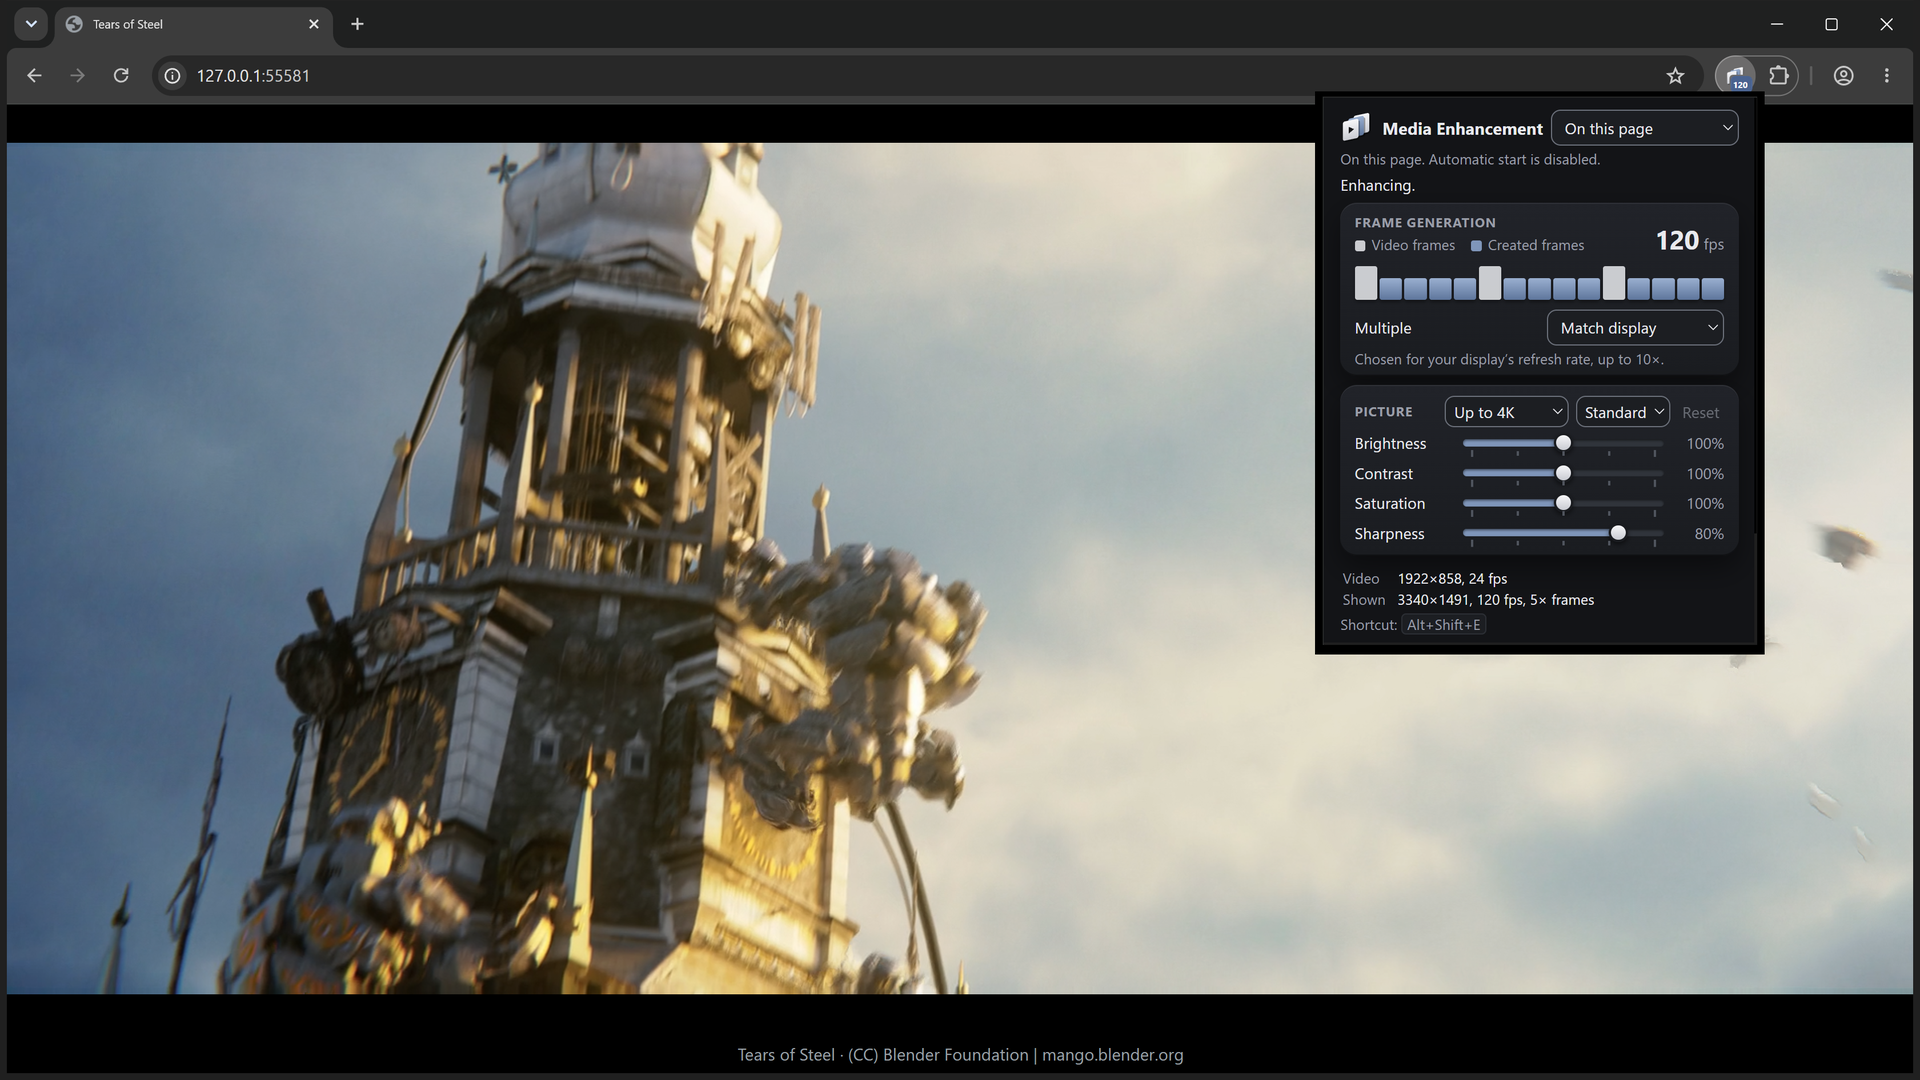 Tears of Steel
127.0.0.1:55581
120
Media Enhancement On this page
On this page. Automatic start is disabled.
Enhancing.
FRAME GENERATION
Video frames Created frames 120 fps
Multiple Match display
Chosen for your display's refresh rate, up to 10×.
PICTURE Up to 4K Standard Reset
Brightness 100%
Contrast 100%
Saturation 100%
Sharpness 80%
Video 1922×858, 24 fps
Shown 3340×1491, 120 fps, 5× frames
Shortcut: Alt+Shift+E
Tears of Steel · (CC) Blender Foundation | mango.blender.org